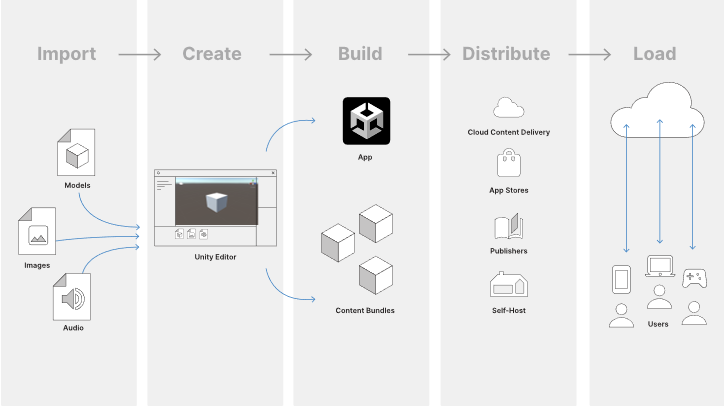 Import
Create
Build
Distribute
Load
Models
Images
Audio
Unity Editor
App
Content Bundles
Cloud Content Delivery
App Stores
Publishers
Self-Host
Users